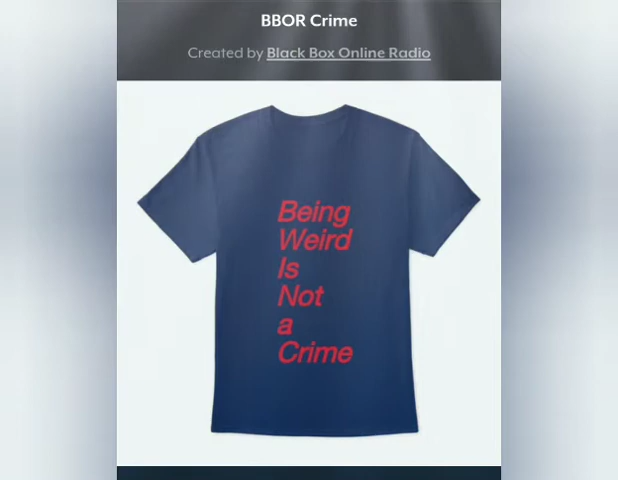 BBOR Crime
Created by Black Box Online Radio
Being
Weird
Is
Not
a
Crime